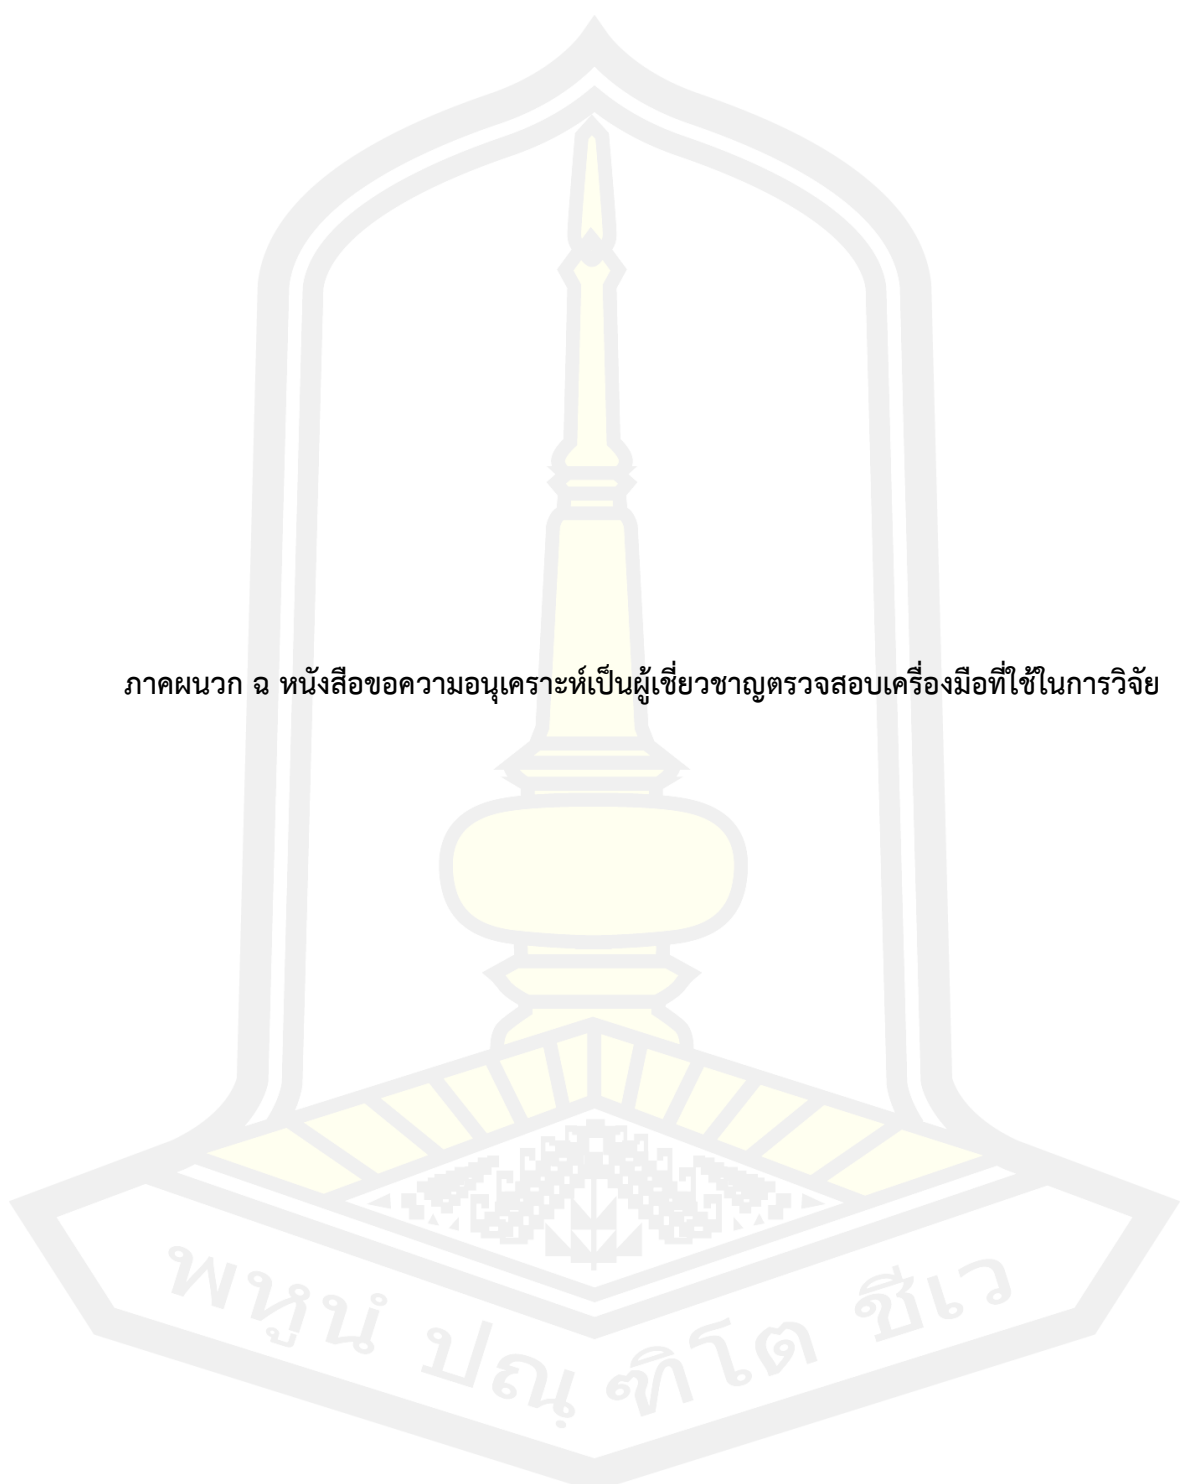 ภาคผนวก ฉ หนังสือขอความอนุเคราะห์เป็นผู้เชี่ยวชาญตรวจสอบเครื่องมือที่ใช้ในการวิจัย
พหูนํ ปณฺฑิโต ชีเว